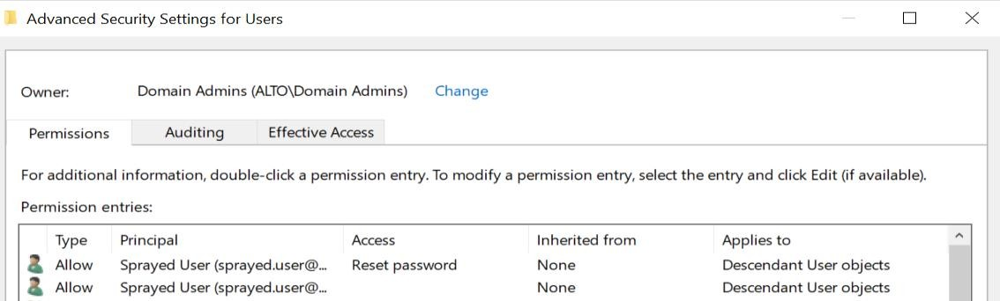 Advanced Security Settings for Users
Owner: Domain Admins (ALTO\Domain Admins) Change
Permissions Auditing Effective Access
For additional information, double-click a permission entry. To modify a permission entry, select the entry and click Edit (if available).
Permission entries:
Type Principal Access Inherited from Applies to
Allow Sprayed User (sprayed.user@... Reset password None Descendant User objects
Allow Sprayed User (sprayed.user@... None Descendant User objects